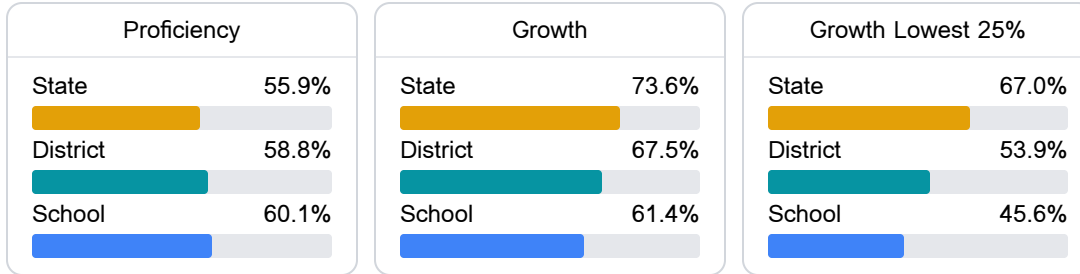 Proficiency
State 55.9%
District 58.8%
School 60.1%
Growth
State 73.6%
District 67.5%
School 61.4%
Growth Lowest 25%
State 67.0%
District 53.9%
School 45.6%